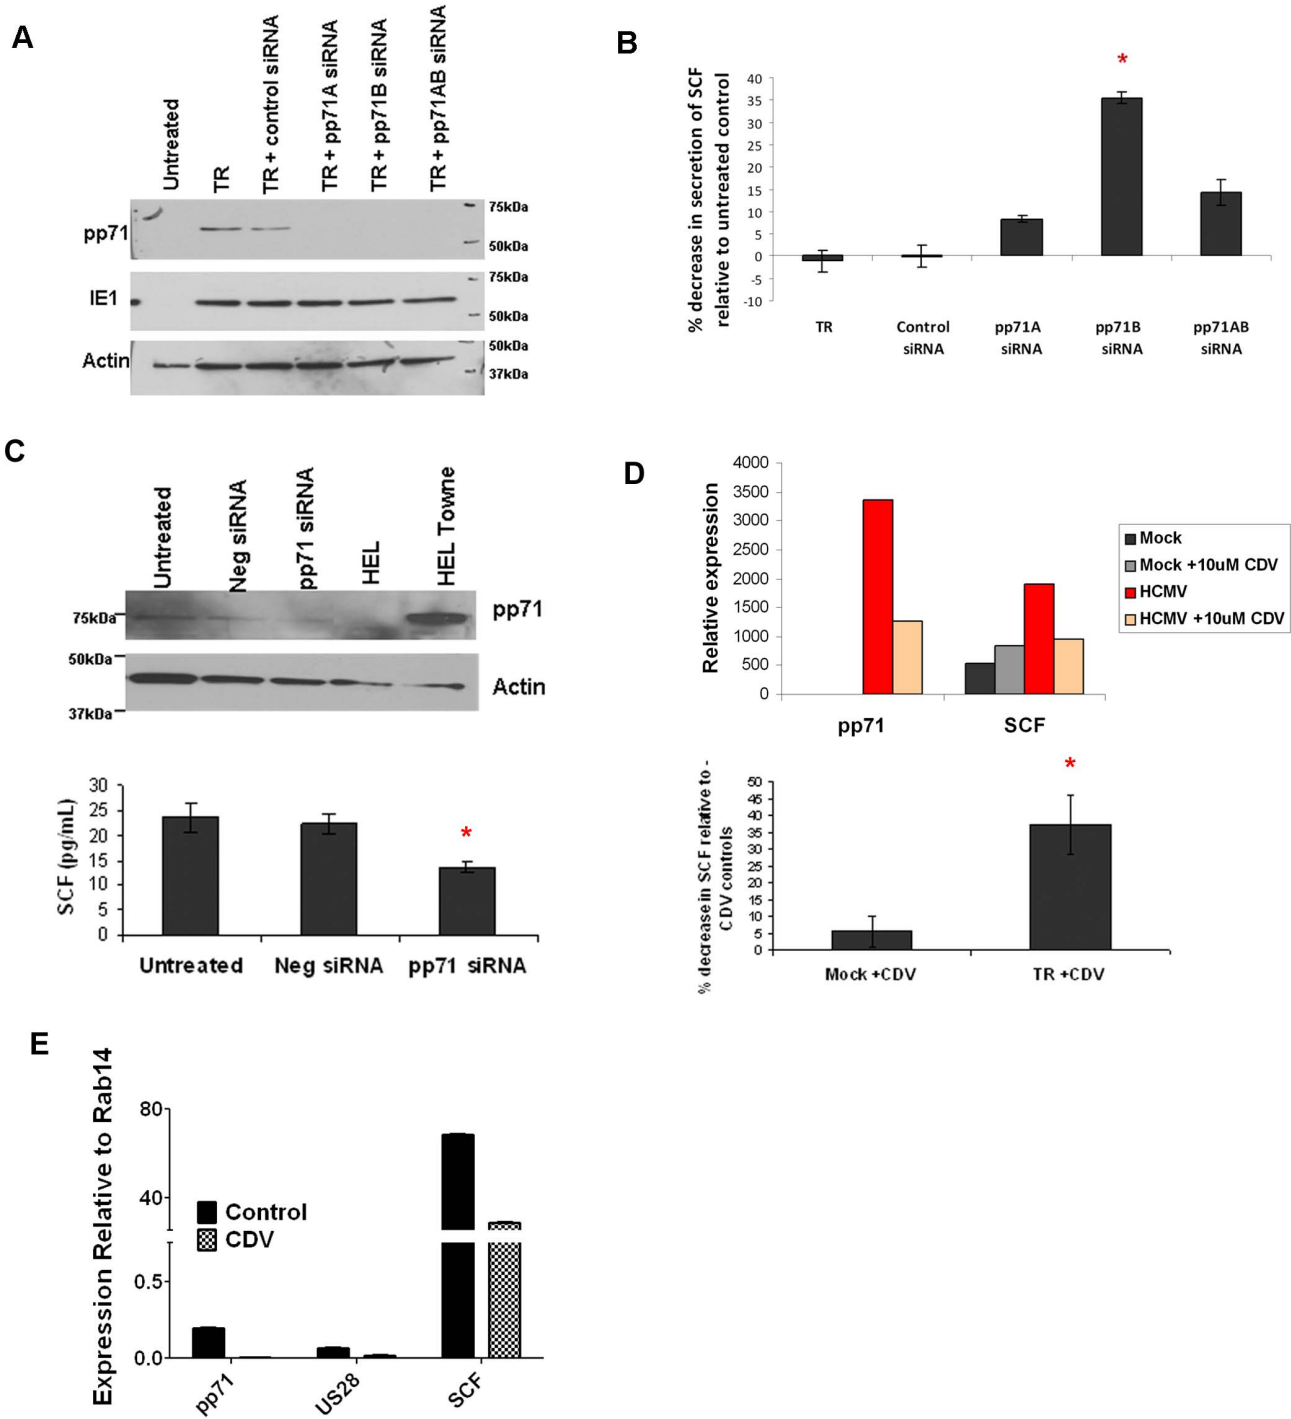 A
Untreated
TR
TR + control siRNA
TR + pp71A siRNA
TR + pp71B siRNA
TR + pp71AB siRNA
pp71
75kDa
50kDa
IE1
75kDa
50kDa
Actin
50kDa
37kDa
B
% decrease in secretion of SCF
relative to untreated control
*
40
35
30
25
20
15
10
5
0
-5
-10
TR
Control
siRNA
pp71A
siRNA
pp71B
siRNA
pp71AB
siRNA
C
Untreated
Neg siRNA
pp71 siRNA
HEL
HEL Towne
75kDa
pp71
50kDa
37kDa
Actin
SCF (pg/mL)
30
25
20
15
10
5
0
*
Untreated
Neg siRNA
pp71 siRNA
D
Relative expression
4000
3500
3000
2500
2000
1500
1000
500
0
pp71
SCF
Mock
Mock +10uM CDV
HCMV
HCMV +10uM CDV
% decrease in SCF relative to -
CDV controls
50
45
40
35
30
25
20
15
10
5
0
*
Mock +CDV
TR +CDV
E
Expression Relative to Rab14
80
40
0.5
0.0
Control
CDV
pp71
US28
SCF